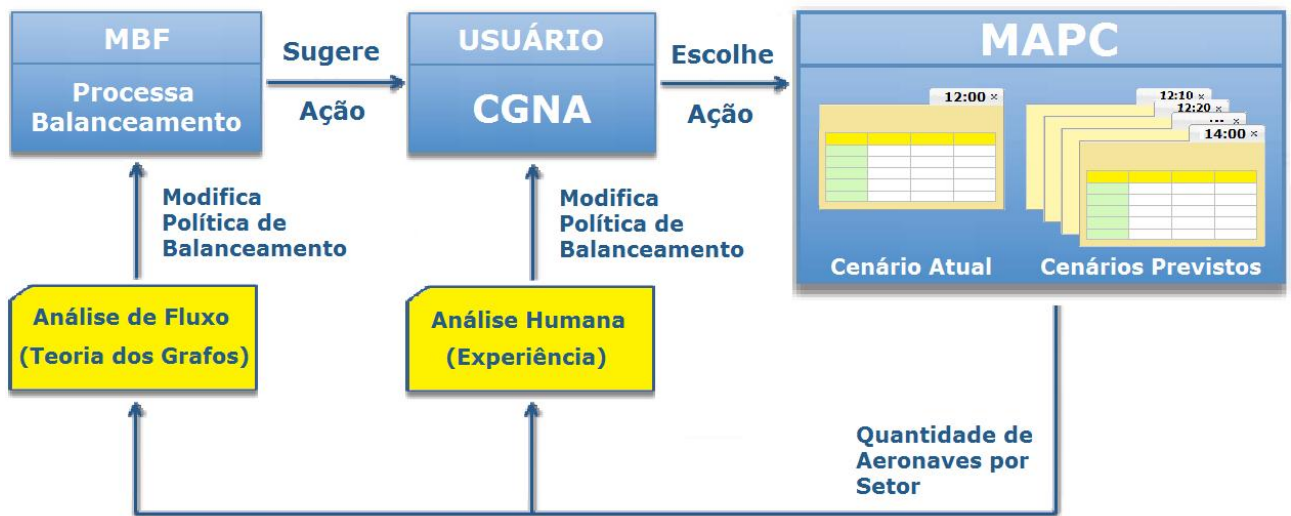 MBF
Processa
Balanceamento
Sugere
Ação
USUÁRIO
CGNA
Escolhe
Ação
MAPC
12:00 ×
12:10 ×
12:20 ×
... ×
14:00 ×
Cenário Atual
Cenários Previstos
Modifica
Política de
Balanceamento
Modifica
Política de
Balanceamento
Análise de Fluxo
(Teoria dos Grafos)
Análise Humana
(Experiência)
Quantidade de
Aeronaves por
Setor